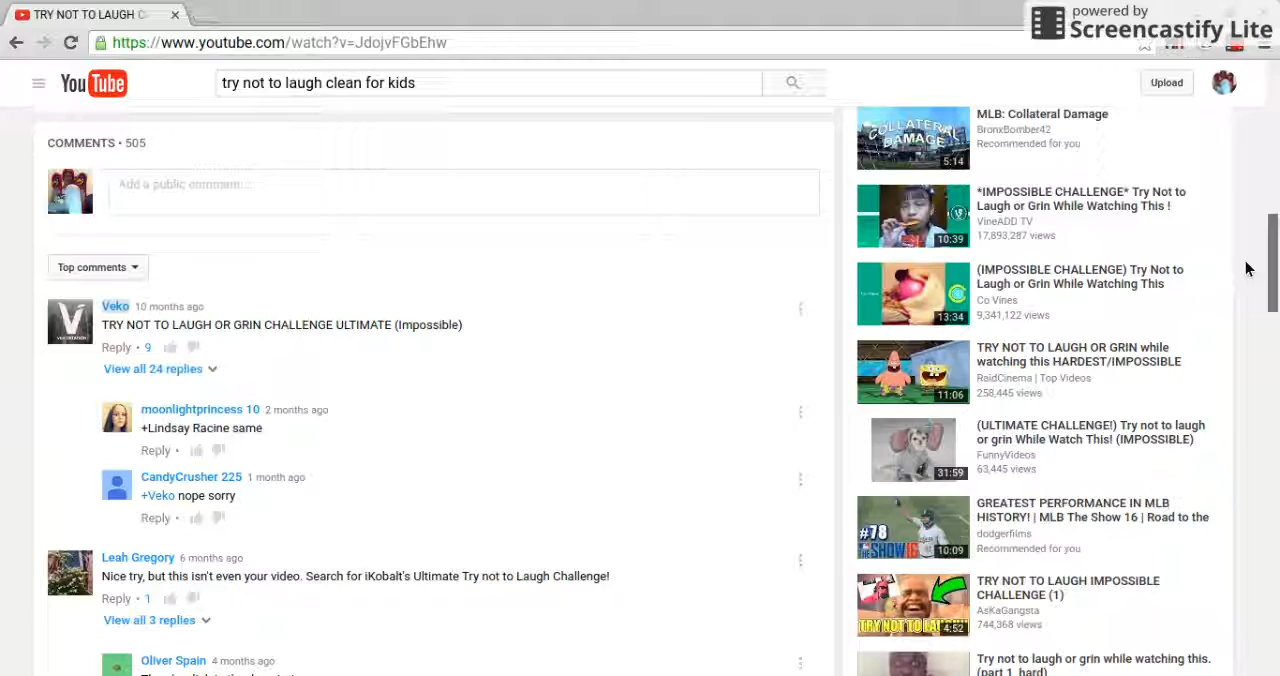 TRY NOT TO LAUGH
powered by
Screencastify Lite
https://www.youtube.com/watch?v=JdojvFGbEhw
YouTube
try not to laugh clean for kids
Upload
COMMENTS • 505
Add a public comment...
Top comments
Veko 10 months ago
TRY NOT TO LAUGH OR GRIN CHALLENGE ULTIMATE (Impossible)
Reply • 9
View all 24 replies
moonlightprincess 10 2 months ago
+Lindsay Racine same
Reply •
CandyCrusher 225 1 month ago
+Veko nope sorry
Reply •
Leah Gregory 6 months ago
Nice try, but this isn't even your video. Search for iKobalt's Ultimate Try not to Laugh Challenge!
Reply • 1
View all 3 replies
Oliver Spain 4 months ago
COLLATERAL
DAMAGE
5:14
MLB: Collateral Damage
BronxBomber42
Recommended for you
10:39
*IMPOSSIBLE CHALLENGE* Try Not to
Laugh or Grin While Watching This !
VineADD TV
17,893,287 views
13:34
(IMPOSSIBLE CHALLENGE) Try Not to
Laugh or Grin While Watching This
Co Vines
9,341,122 views
11:06
TRY NOT TO LAUGH OR GRIN while
watching this HARDEST/IMPOSSIBLE
RaidCinema | Top Videos
258,445 views
31:59
(ULTIMATE CHALLENGE!) Try not to laugh
or grin While Watch This! (IMPOSSIBLE)
FunnyVideos
63,445 views
#78
THE SHOW 16
10:09
GREATEST PERFORMANCE IN MLB
HISTORY! | MLB The Show 16 | Road to the
dodgerfilms
Recommended for you
TRY NOT TO LAUGH
4:52
TRY NOT TO LAUGH IMPOSSIBLE
CHALLENGE (1)
AsKaGangsta
744,368 views
Try not to laugh or grin while watching this.
(part 1, hard)